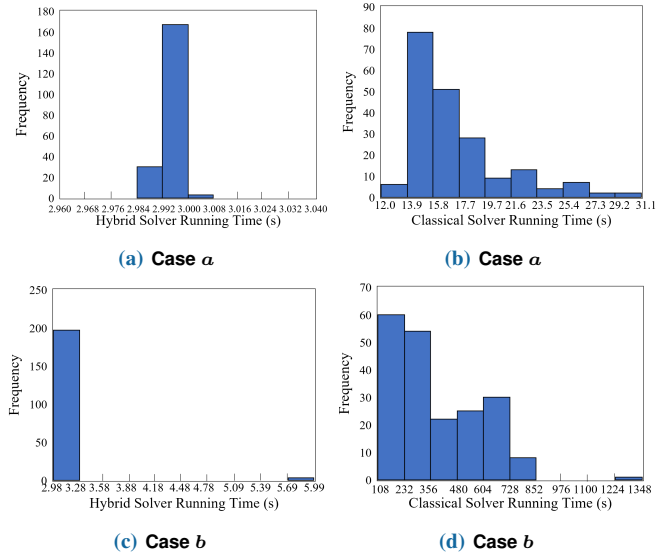 180
160
140
120
100
80
60
40
20
0
Frequency
2.960 2.968 2.976 2.984 2.992 3.000 3.008 3.016 3.024 3.032 3.040
Hybrid Solver Running Time (s)
(a) Case a
90
80
70
60
50
40
30
20
10
0
Frequency
12.0 13.9 15.8 17.7 19.7 21.6 23.5 25.4 27.3 29.2 31.1
Classical Solver Running Time (s)
(b) Case a
250
200
150
100
50
0
Frequency
2.98 3.28 3.58 3.88 4.18 4.48 4.78 5.09 5.39 5.69 5.99
Hybrid Solver Running Time (s)
(c) Case b
70
60
50
40
30
20
10
0
Frequency
108 232 356 480 604 728 852 976 1100 1224 1348
Classical Solver Running Time (s)
(d) Case b